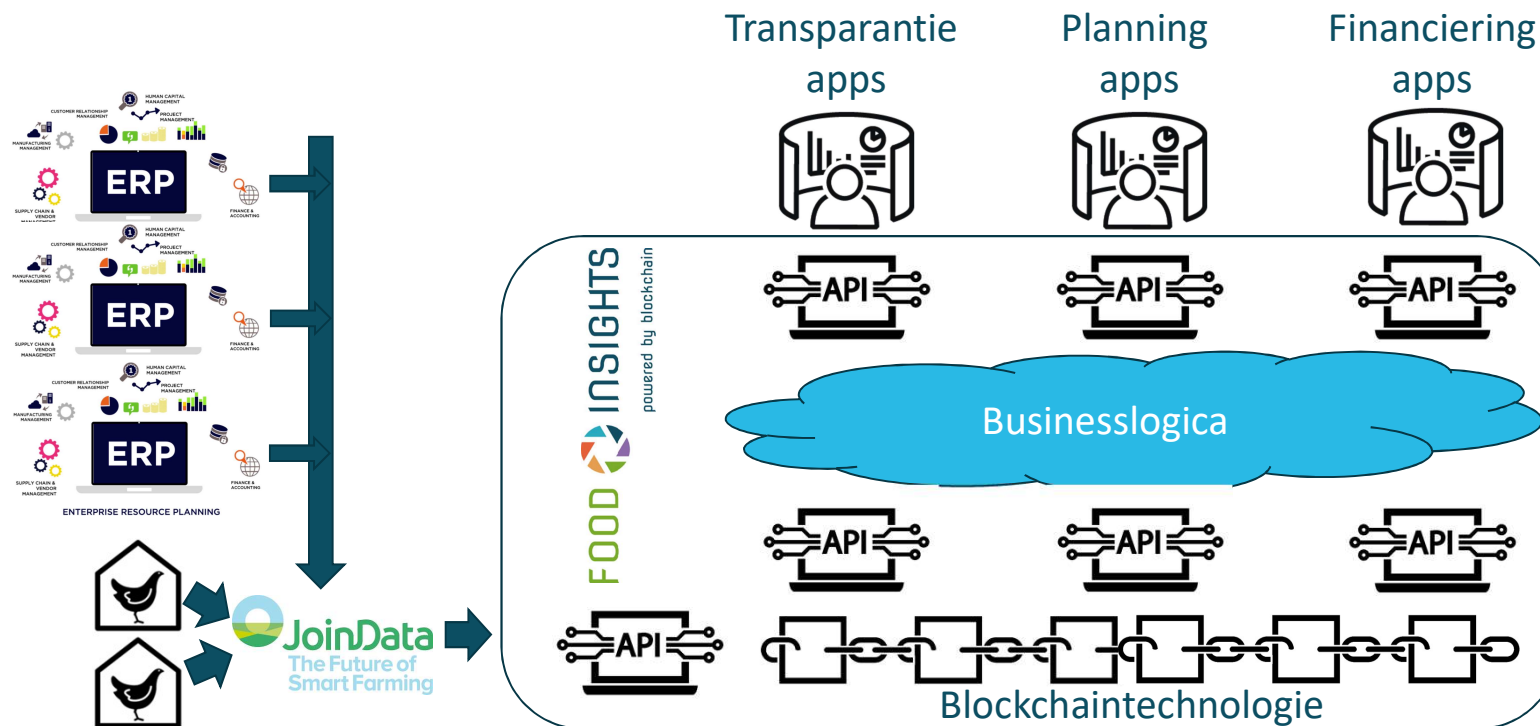 Transparantie
apps
Planning
apps
Financiering
apps
HUMAN CAPITAL
MANAGEMENT
CUSTOMER RELATIONSHIP
MANAGEMENT
PROJECT
MANAGEMENT
MANUFACTURING
MANAGEMENT
ERP
SUPPLY CHAIN &
VENDOR
MANAGEMENT
FINANCE &
ACCOUNTING
HUMAN CAPITAL
MANAGEMENT
CUSTOMER RELATIONSHIP
MANAGEMENT
PROJECT
MANAGEMENT
MANUFACTURING
MANAGEMENT
ERP
SUPPLY CHAIN &
VENDOR
MANAGEMENT
FINANCE &
ACCOUNTING
HUMAN CAPITAL
MANAGEMENT
CUSTOMER RELATIONSHIP
MANAGEMENT
PROJECT
MANAGEMENT
MANUFACTURING
MANAGEMENT
ERP
SUPPLY CHAIN &
VENDOR
MANAGEMENT
FINANCE &
ACCOUNTING
ENTERPRISE RESOURCE PLANNING
JoinData
The Future of
Smart Farming
FOOD INSIGHTS
powered by blockchain
API
API
API
Businesslogica
API
API
API
API
Blockchaintechnologie